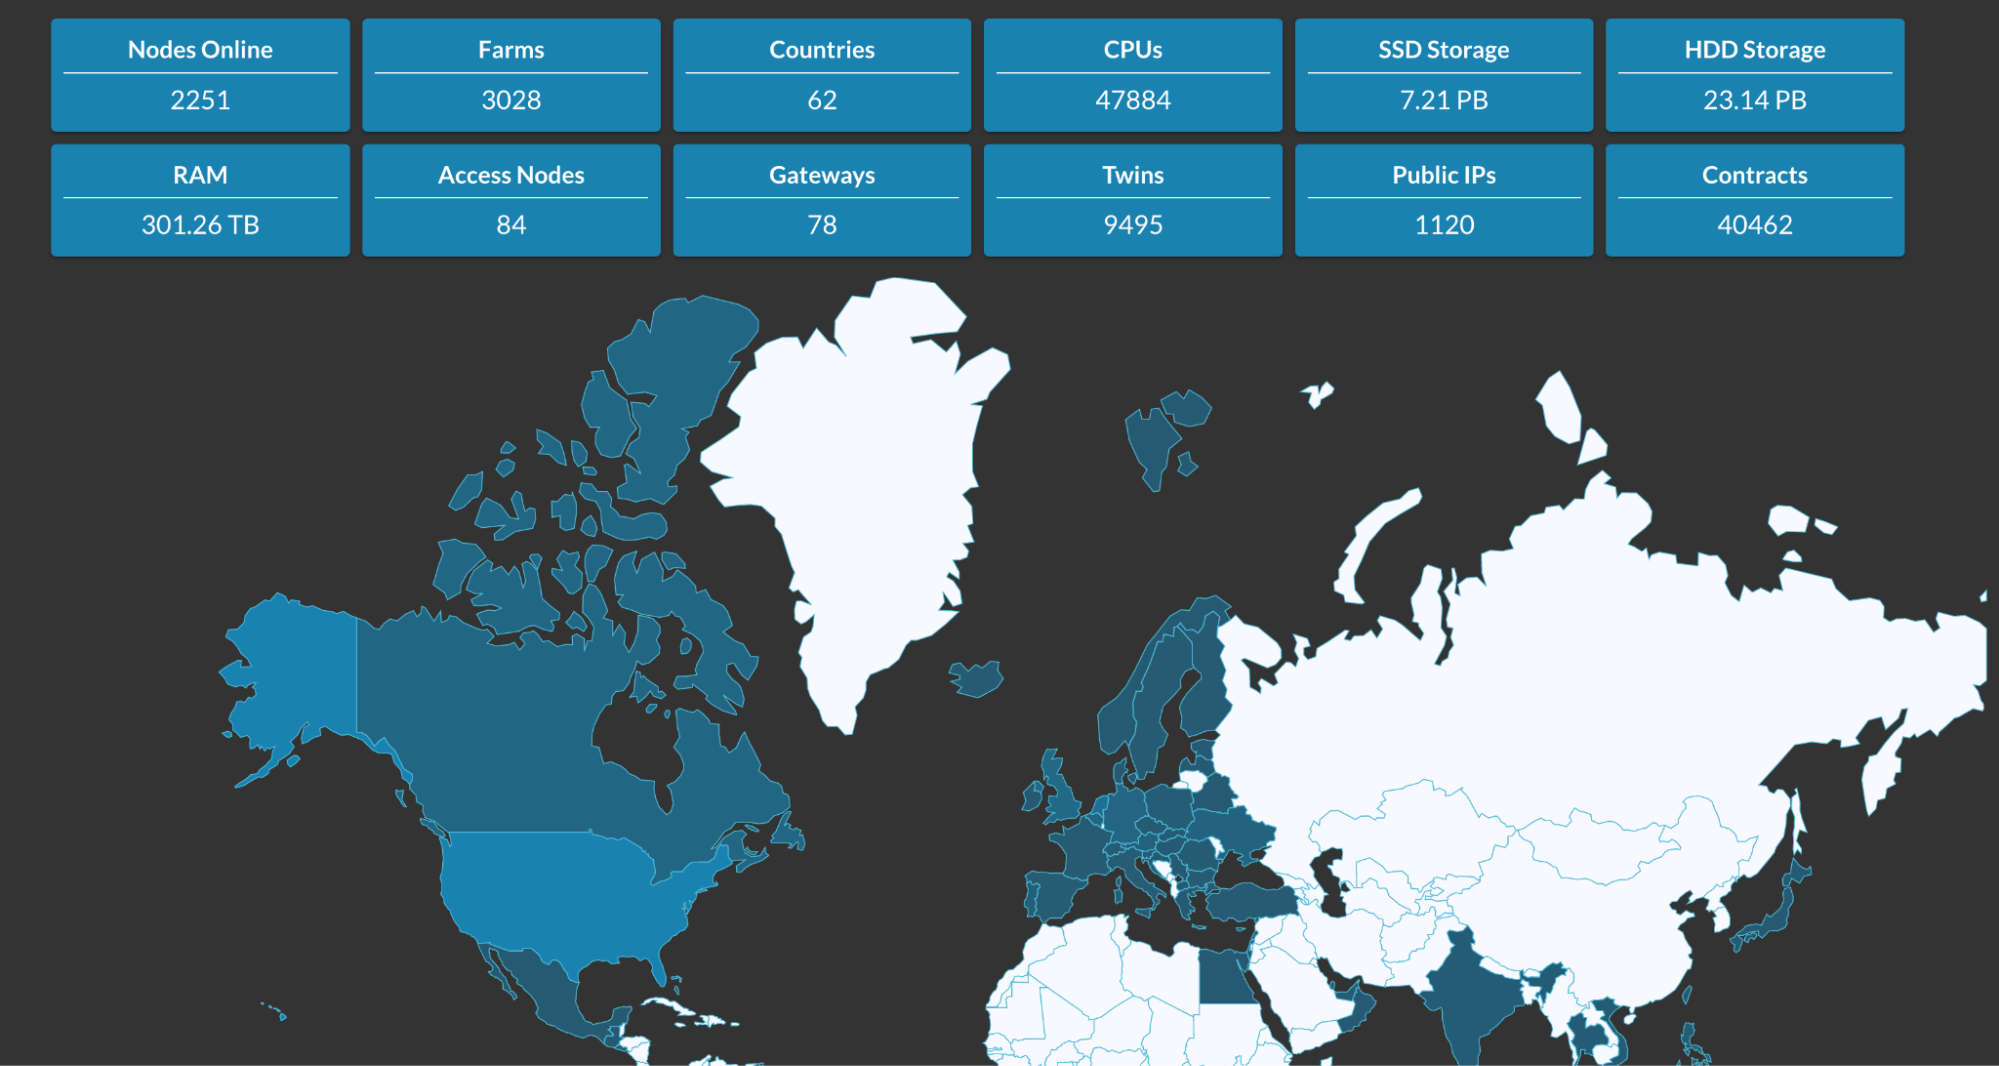 Nodes Online
2251
Farms
3028
Countries
62
CPUs
47884
SSD Storage
7.21 PB
HDD Storage
23.14 PB
RAM
301.26 TB
Access Nodes
84
Gateways
78
Twins
9495
Public IPs
1120
Contracts
40462